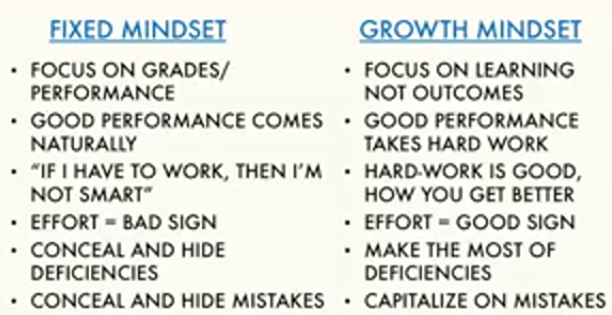 FIXED MINDSET
• FOCUS ON GRADES/
PERFORMANCE
• GOOD PERFORMANCE COMES
NATURALLY
• "IF I HAVE TO WORK, THEN I'M
NOT SMART"
• EFFORT = BAD SIGN
• CONCEAL AND HIDE
DEFICIENCIES
• CONCEAL AND HIDE MISTAKES
GROWTH MINDSET
• FOCUS ON LEARNING
NOT OUTCOMES
• GOOD PERFORMANCE
TAKES HARD WORK
• HARD-WORK IS GOOD,
HOW YOU GET BETTER
• EFFORT = GOOD SIGN
• MAKE THE MOST OF
DEFICIENCIES
• CAPITALIZE ON MISTAKES